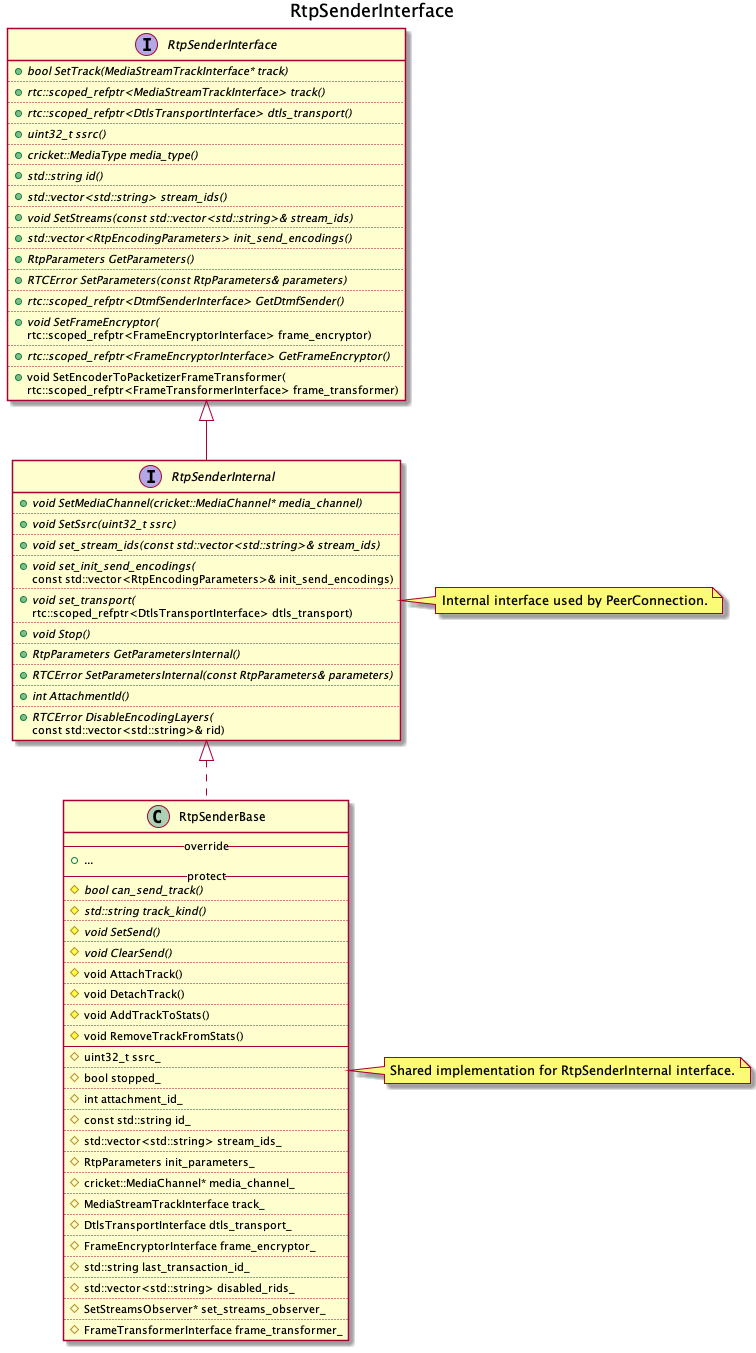 RtpSenderInterface
I RtpSenderInterface
bool SetTrack(MediaStreamTrackInterface* track)
rtc::scoped_refptr<MediaStreamTrackInterface> track()
rtc::scoped_refptr<DtlsTransportInterface> dtls_transport()
uint32_t ssrc()
cricket::MediaType media_type()
std::string id()
std::vector<std::string> stream_ids()
void SetStreams(const std::vector<std::string>& stream_ids)
std::vector<RtpEncodingParameters> init_send_encodings()
RtpParameters GetParameters()
RTCError SetParameters(const RtpParameters& parameters)
rtc::scoped_refptr<DtmfSenderInterface> GetDtmfSender()
void SetFrameEncryptor(
rtc::scoped_refptr<FrameEncryptorInterface> frame_encryptor)
rtc::scoped_refptr<FrameEncryptorInterface> GetFrameEncryptor()
void SetEncoderToPacketizerFrameTransformer(
rtc::scoped_refptr<FrameTransformerInterface> frame_transformer)
I RtpSenderInternal
void SetMediaChannel(cricket::MediaChannel* media_channel)
void SetSsrc(uint32_t ssrc)
void set_stream_ids(const std::vector<std::string>& stream_ids)
void set_init_send_encodings(
const std::vector<RtpEncodingParameters>& init_send_encodings)
void set_transport(
rtc::scoped_refptr<DtlsTransportInterface> dtls_transport)
void Stop()
RtpParameters GetParametersInternal()
RTCError SetParametersInternal(const RtpParameters& parameters)
int AttachmentId()
RTCError DisableEncodingLayers(
const std::vector<std::string>& rid)
Internal interface used by PeerConnection.
C RtpSenderBase
override
...
protect
bool can_send_track()
std::string track_kind()
void SetSend()
void ClearSend()
void AttachTrack()
void DetachTrack()
void AddTrackToStats()
void RemoveTrackFromStats()
uint32_t ssrc_
bool stopped_
int attachment_id_
const std::string id_
std::vector<std::string> stream_ids_
RtpParameters init_parameters_
cricket::MediaChannel* media_channel_
MediaStreamTrackInterface track_
DtlsTransportInterface dtls_transport_
FrameEncryptorInterface frame_encryptor_
std::string last_transaction_id_
std::vector<std::string> disabled_rids_
SetStreamsObserver* set_streams_observer_
FrameTransformerInterface frame_transformer_
Shared implementation for RtpSenderInternal interface.